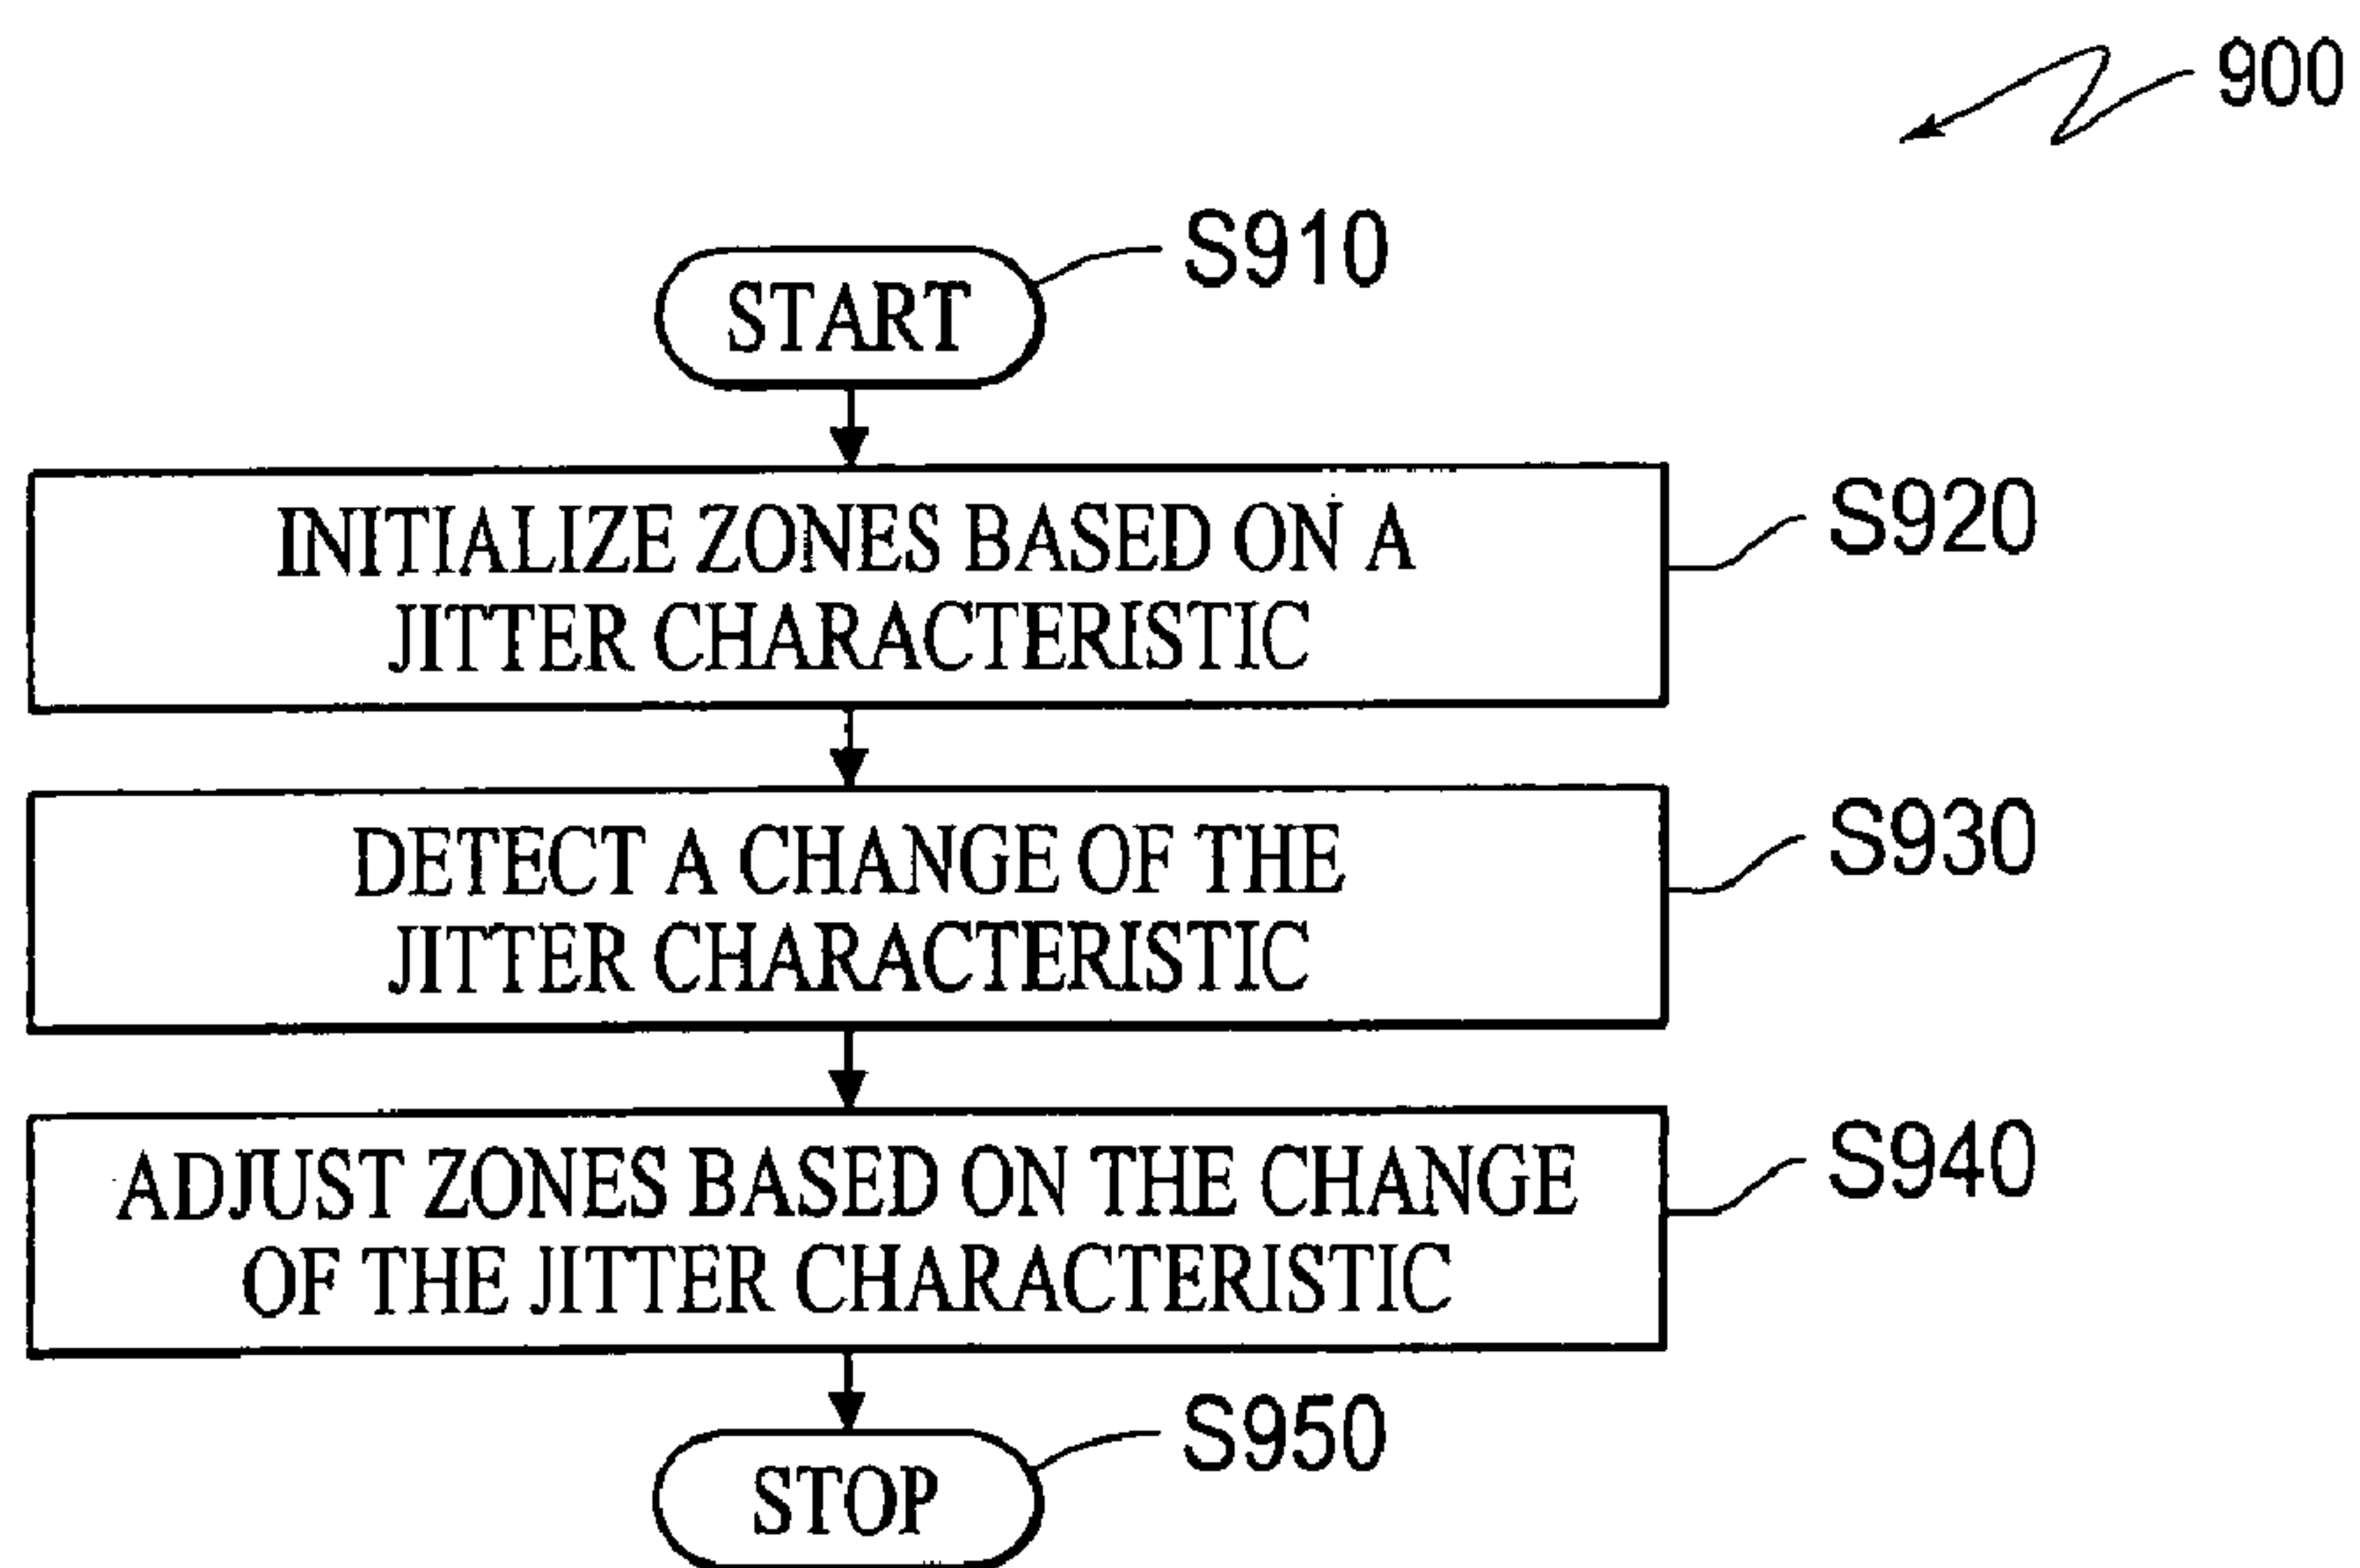 900
START
S910
INITIALIZE ZONES BASED ON A
JITTER CHARACTERISTIC
S920
DETECT A CHANGE OF THE
JITTER CHARACTERISTIC
S930
ADJUST ZONES BASED ON THE CHANGE
OF THE JITTER CHARACTERISTIC
S940
STOP
S950